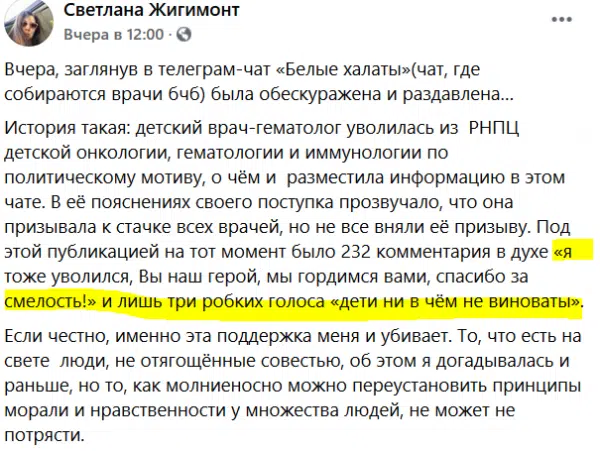 Светлана Жигимонт
Вчера в 12:00 ·
Вчера, заглянув в телеграм-чат «Белые халаты»(чат, где
собираются врачи бчб) была обескуражена и раздавлена...
История такая: детский врач-гематолог уволилась из РНПЦ
детской онкологии, гематологии и иммунологии по
политическому мотиву, о чём и разместила информацию в этом
чате. В её пояснениях своего поступка прозвучало, что она
призывала к стачке всех врачей, но не все вняли её призыву. Под
этой публикацией на тот момент было 232 комментария в духе «я
тоже уволился, Вы наш герой, мы гордимся вами, спасибо за
смелость!» и лишь три робких голоса «дети ни в чём не виноваты».
Если честно, именно эта поддержка меня и убивает. То, что есть на
свете люди, не отягощённые совестью, об этом я догадывалась и
раньше, но то, как молниеносно можно переустановить принципы
морали и нравственности у множества людей, не может не
потрясти.